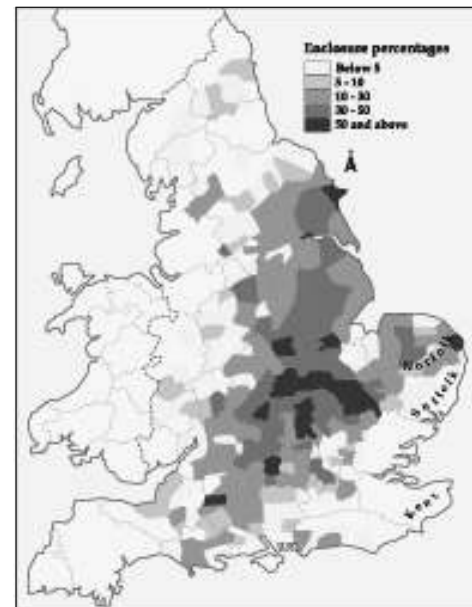 Enclosure percentages
Below 5
5 - 10
10 - 30
30 - 50
50 and above
Norfolk
Suffolk
Kent